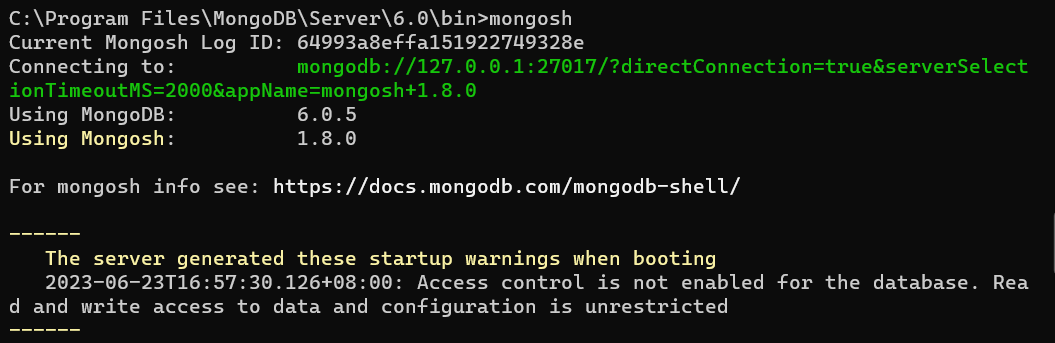 C:\Program Files\MongoDB\Server\6.0\bin>mongosh
Current Mongosh Log ID: 64993a8effa151922749328e
Connecting to:          mongodb://127.0.0.1:27017/?directConnection=true&serverSelect
ionTimeoutMS=2000&appName=mongosh+1.8.0
Using MongoDB:          6.0.5
Using Mongosh:          1.8.0
For mongosh info see: https://docs.mongodb.com/mongodb-shell/
------
   The server generated these startup warnings when booting
   2023-06-23T16:57:30.126+08:00: Access control is not enabled for the database. Rea
d and write access to data and configuration is unrestricted
------